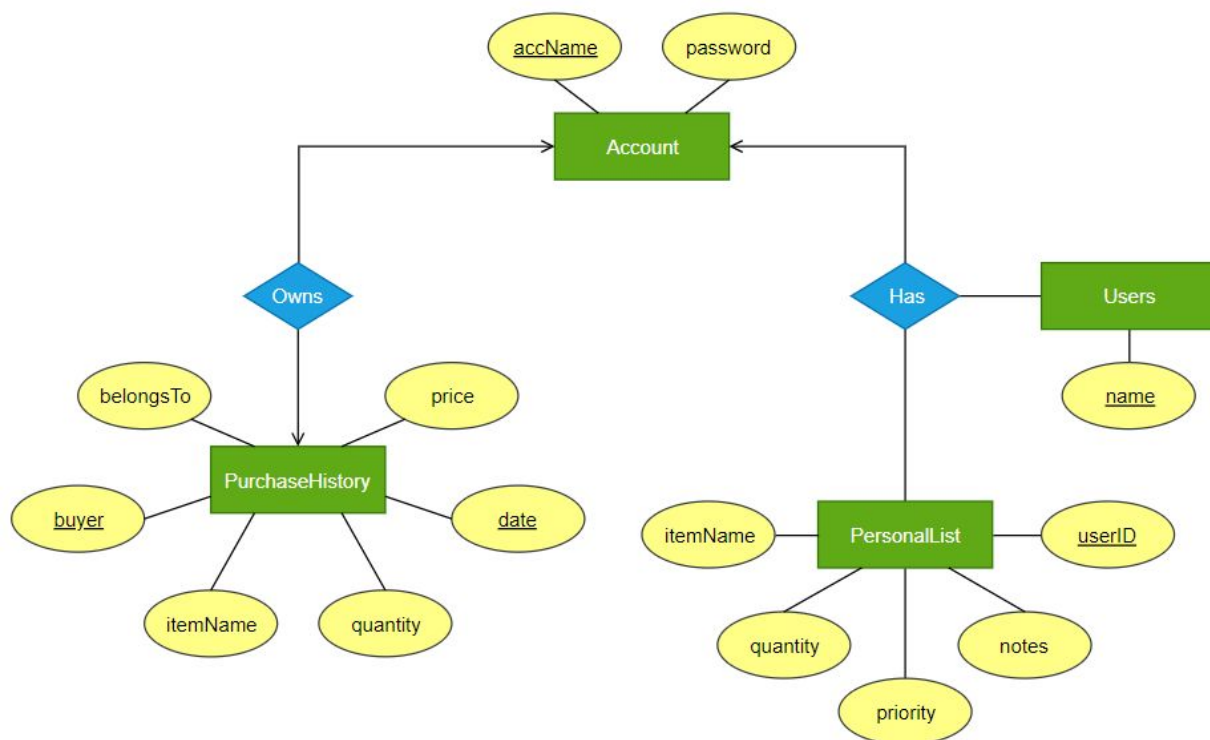 accName
password
Account
Owns
Has
Users
belongsTo
price
name
PurchaseHistory
buyer
date
itemName
PersonalList
userID
itemName
quantity
quantity
notes
priority